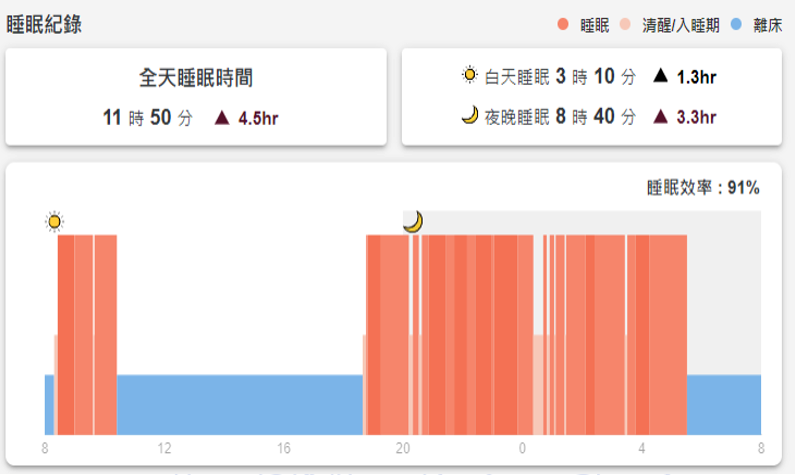 睡眠紀錄
睡眠 清醒/入睡期 離床
全天睡眠時間
11 時 50 分 ▲ 4.5hr
白天睡眠 3 時 10 分 ▲ 1.3hr
夜晚睡眠 8 時 40 分 ▲ 3.3hr
睡眠效率 : 91%
8 12 16 20 0 4 8